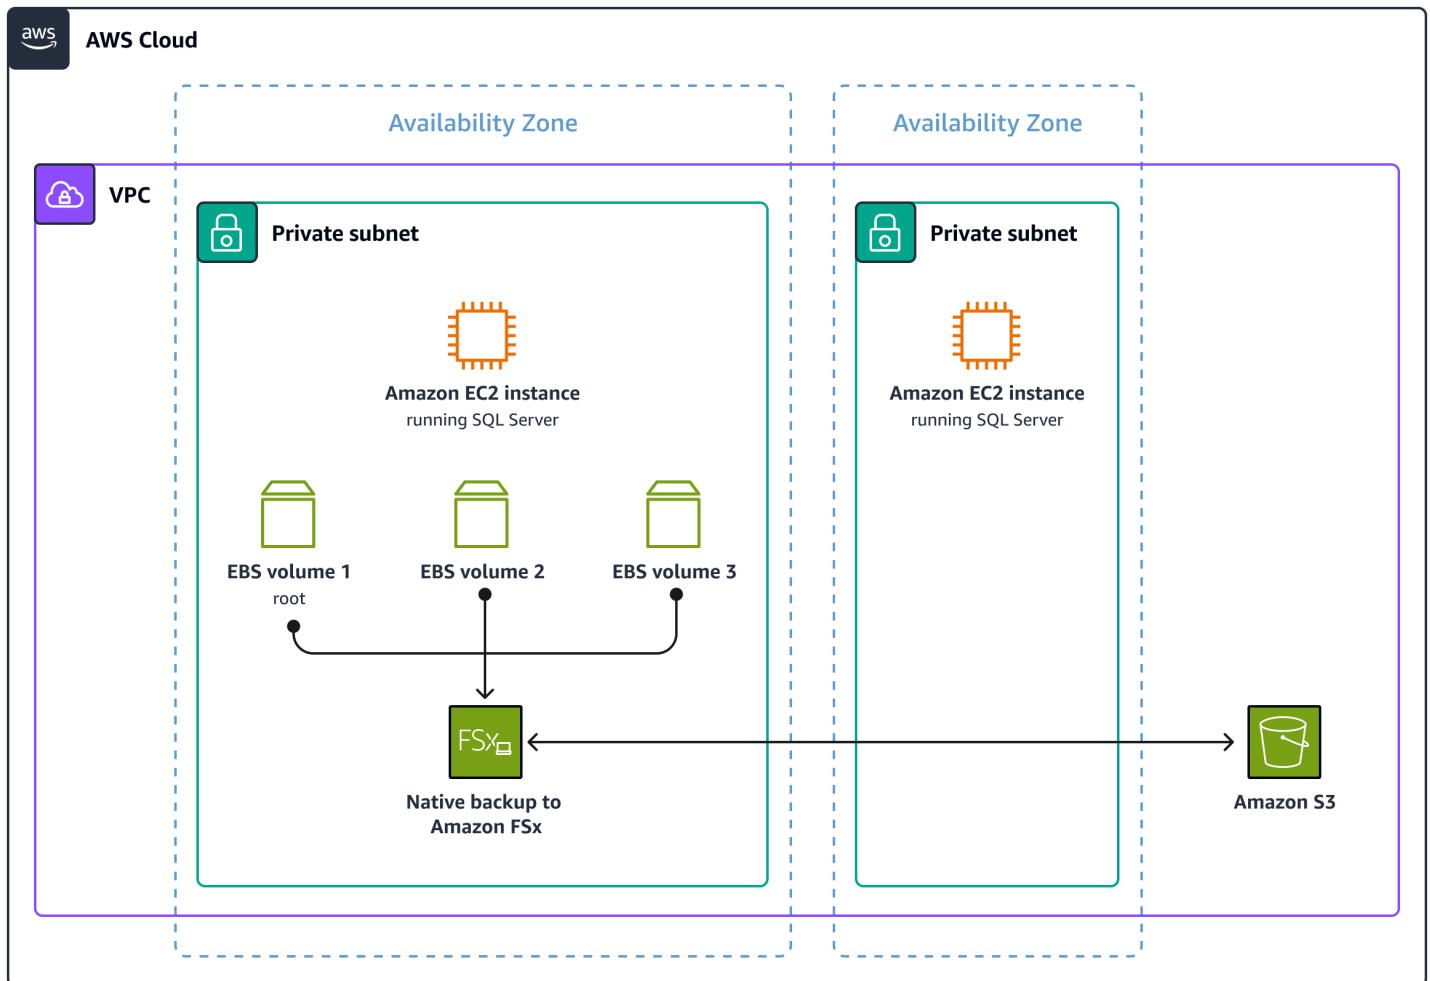 aws
AWS Cloud
Availability Zone
Availability Zone
VPC
Private subnet
Private subnet
Amazon EC2 instance
running SQL Server
Amazon EC2 instance
running SQL Server
EBS volume 1
root
EBS volume 2
EBS volume 3
FSx
Native backup to
Amazon FSx
Amazon S3